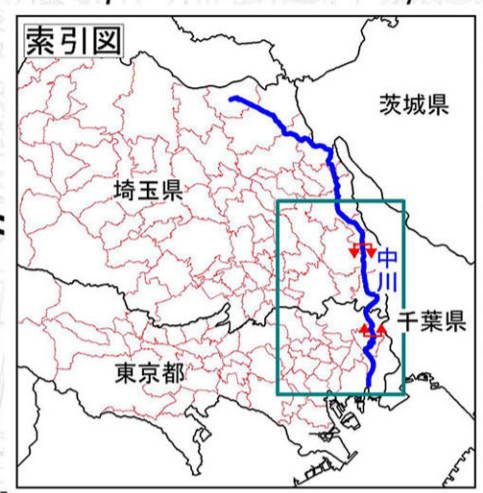 索引図
茨城県
埼玉県
中川
千葉県
東京都